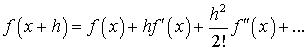 f(x+h) = f(x) + hf′(x) + h²/2! f″(x) + ...